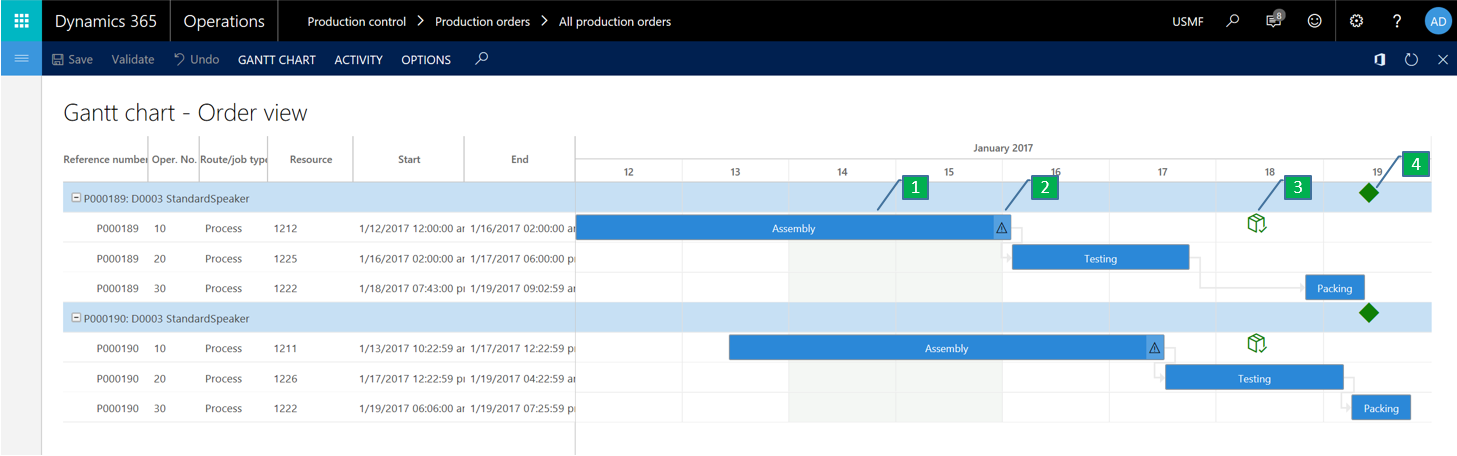 Dynamics 365 Operations Production control > Production orders > All production orders USMF 8 ? AD
Save Validate Undo GANTT CHART ACTIVITY OPTIONS
Gantt chart - Order view
Reference number Oper. No. Route/job type Resource Start End January 2017
12 13 14 15 16 17 18 19
1 2 3 4
P000189: D0003 StandardSpeaker
P000189 10 Process 1212 1/12/2017 12:00:00 ar 1/16/2017 02:00:00 ar Assembly
P000189 20 Process 1225 1/16/2017 02:00:00 ar 1/17/2017 06:00:00 pr Testing
P000189 30 Process 1222 1/18/2017 07:43:00 pr 1/19/2017 09:02:59 ar Packing
P000190: D0003 StandardSpeaker
P000190 10 Process 1211 1/13/2017 10:22:59 ar 1/17/2017 12:22:59 pr Assembly
P000190 20 Process 1226 1/17/2017 12:22:59 pr 1/19/2017 04:22:59 ar Testing
P000190 30 Process 1222 1/19/2017 06:06:00 ar 1/19/2017 07:25:59 pr Packing